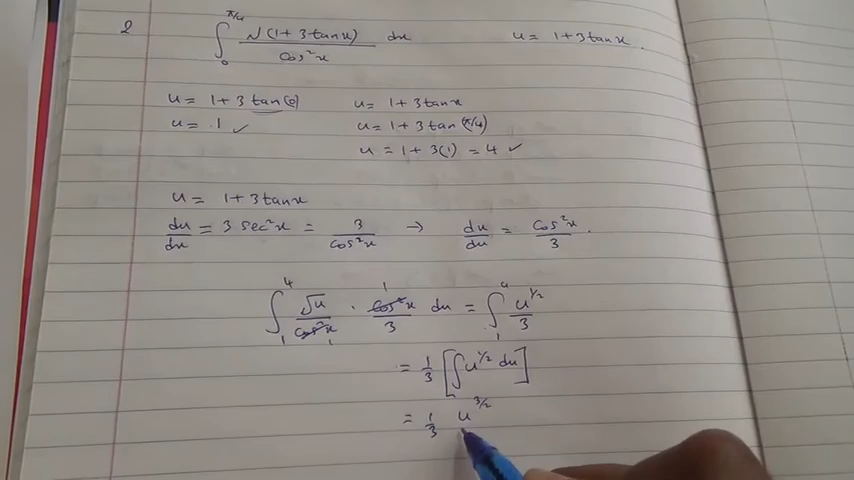 2 ∫₀^π/4 √(1+3tanx)/cos²x dx u = 1+3tanx.
u = 1+3tan(0) u = 1+3tanx
u = 1 ✓ u = 1+3tan(π/4)
u = 1+3(1) = 4 ✓
u = 1+3tanx
du/dx = 3 sec²x = 3/cos²x → dx/du = cos²x/3.
∫₁⁴ √u/cos²x · cos²x/3 du = ∫₁⁴ u^1/2/3
= 1/3 [∫u^1/2 du]
= 1/3 u^3/2